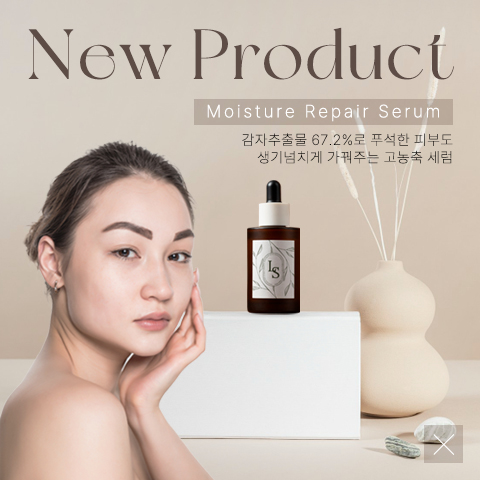 New Product
Moisture Repair Serum
감자추출물 67.2%로 푸석한 피부도
생기넘치게 가꿔주는 고농축 세럼
LS